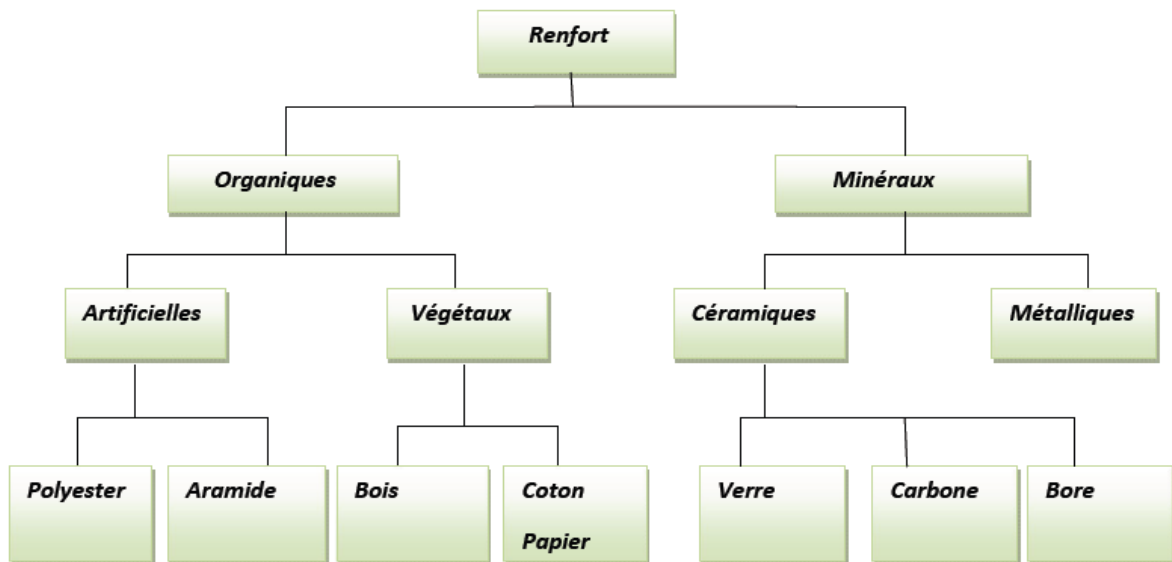 Renfort
Organiques
Minéraux
Artificielles
Végétaux
Céramiques
Métalliques
Polyester
Aramide
Bois
Coton
Papier
Verre
Carbone
Bore